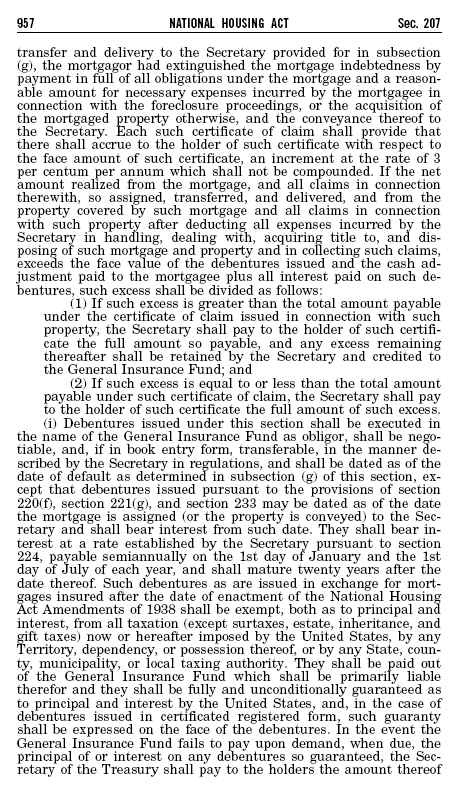 957 NATIONAL HOUSING ACT Sec. 207
transfer and delivery to the Secretary provided for in subsection
(g), the mortgagor had extinguished the mortgage indebtedness by
payment in full of all obligations under the mortgage and a reason-
able amount for necessary expenses incurred by the mortgagee in
connection with the foreclosure proceedings, or the acquisition of
the mortgaged property otherwise, and the conveyance thereof to
the Secretary. Each such certificate of claim shall provide that
there shall accrue to the holder of such certificate with respect to
the face amount of such certificate, an increment at the rate of 3
per centum per annum which shall not be compounded. If the net
amount realized from the mortgage, and all claims in connection
therewith, so assigned, transferred, and delivered, and from the
property covered by such mortgage and all claims in connection
with such property after deducting all expenses incurred by the
Secretary in handling, dealing with, acquiring title to, and dis-
posing of such mortgage and property and in collecting such claims,
exceeds the face value of the debentures issued and the cash ad-
justment paid to the mortgagee plus all interest paid on such de-
bentures, such excess shall be divided as follows:
(1) If such excess is greater than the total amount payable
under the certificate of claim issued in connection with such
property, the Secretary shall pay to the holder of such certifi-
cate the full amount so payable, and any excess remaining
thereafter shall be retained by the Secretary and credited to
the General Insurance Fund; and
(2) If such excess is equal to or less than the total amount
payable under such certificate of claim, the Secretary shall pay
to the holder of such certificate the full amount of such excess.
(i) Debentures issued under this section shall be executed in
the name of the General Insurance Fund as obligor, shall be nego-
tiable, and, if in book entry form, transferable, in the manner de-
scribed by the Secretary in regulations, and shall be dated as of the
date of default as determined in subsection (g) of this section, ex-
cept that debentures issued pursuant to the provisions of section
220(f), section 221(g), and section 233 may be dated as of the date
the mortgage is assigned (or the property is conveyed) to the Sec-
retary and shall bear interest from such date. They shall bear in-
terest at a rate established by the Secretary pursuant to section
224, payable semiannually on the 1st day of January and the 1st
day of July of each year, and shall mature twenty years after the
date thereof. Such debentures as are issued in exchange for mort-
gages insured after the date of enactment of the National Housing
Act Amendments of 1938 shall be exempt, both as to principal and
interest, from all taxation (except surtaxes, estate, inheritance, and
gift taxes) now or hereafter imposed by the United States, by any
Territory, dependency, or possession thereof, or by any State, coun-
ty, municipality, or local taxing authority. They shall be paid out
of the General Insurance Fund which shall be primarily liable
therefor and they shall be fully and unconditionally guaranteed as
to principal and interest by the United States, and, in the case of
debentures issued in certificated registered form, such guaranty
shall be expressed on the face of the debentures. In the event the
General Insurance Fund fails to pay upon demand, when due, the
principal of or interest on any debentures so guaranteed, the Sec-
retary of the Treasury shall pay to the holders the amount thereof